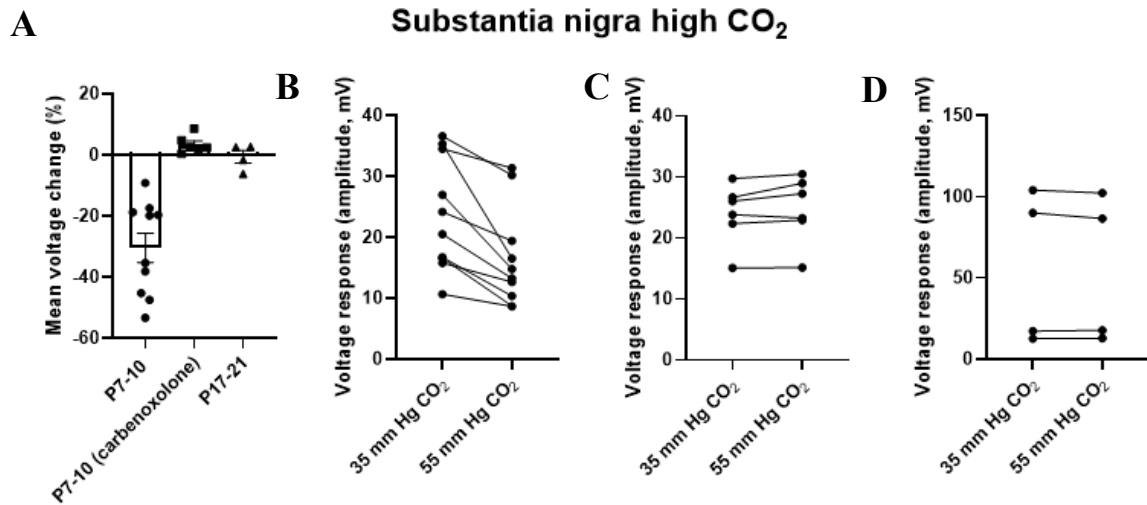 Substantia nigra high CO₂
A
Mean voltage change (%)
20
0
-20
-40
-60
P7-10
P7-10 (carbenoxolone)
P17-21
B
Voltage response (amplitude, mV)
40
30
20
10
0
35 mm Hg CO₂
55 mm Hg CO₂
C
Voltage response (amplitude, mV)
40
30
20
10
0
35 mm Hg CO₂
55 mm Hg CO₂
D
Voltage response (amplitude, mV)
150
100
50
0
35 mm Hg CO₂
55 mm Hg CO₂